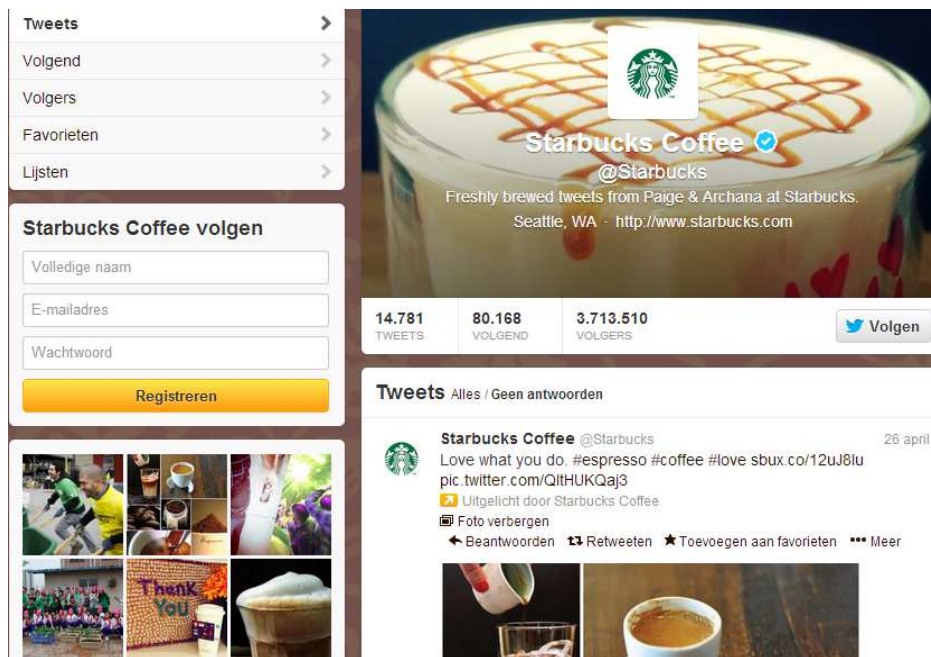 Tweets
Volgend
Volgers
Favorieten
Lijsten
Starbucks Coffee volgen
Volledige naam
E-mailadres
Wachtwoord
Registreren
Thank
You
Starbucks Coffee
@Starbucks
Freshly brewed tweets from Paige & Archana at Starbucks.
Seattle, WA · http://www.starbucks.com
14.781 80.168 3.713.510
TWEETS VOLGEND VOLGERS
Volgen
Tweets Alles / Geen antwoorden
Starbucks Coffee @Starbucks 26 april
Love what you do. #espresso #coffee #love sbux.co/12uJ8lu
pic.twitter.com/QltHUKQaj3
Uitgelicht door Starbucks Coffee
Foto verbergen
Beantwoorden Retweeten Toevoegen aan favorieten Meer